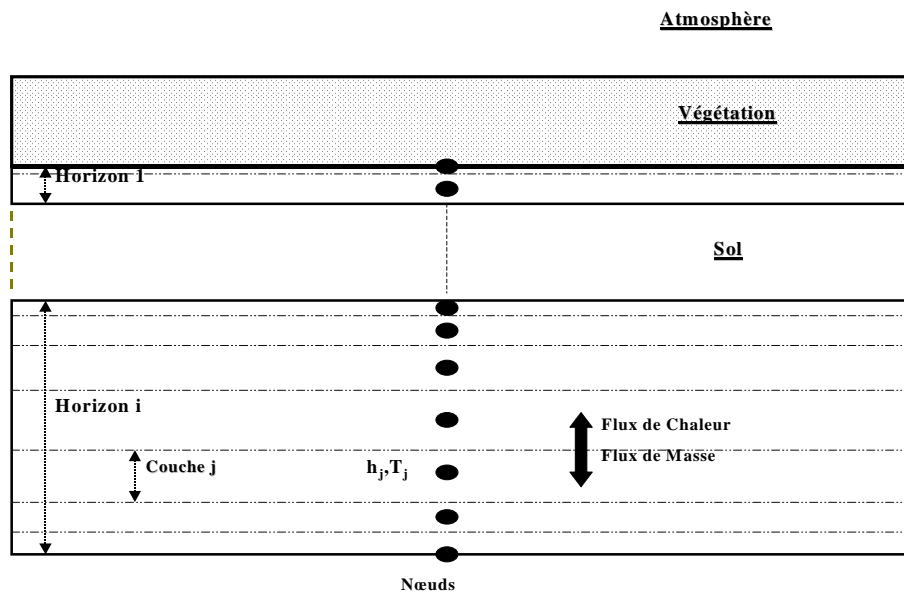 Atmosphère
Végétation
Horizon 1
Sol
Horizon i
Flux de Chaleur
Flux de Masse
Couche j
hj,Tj
Nœuds